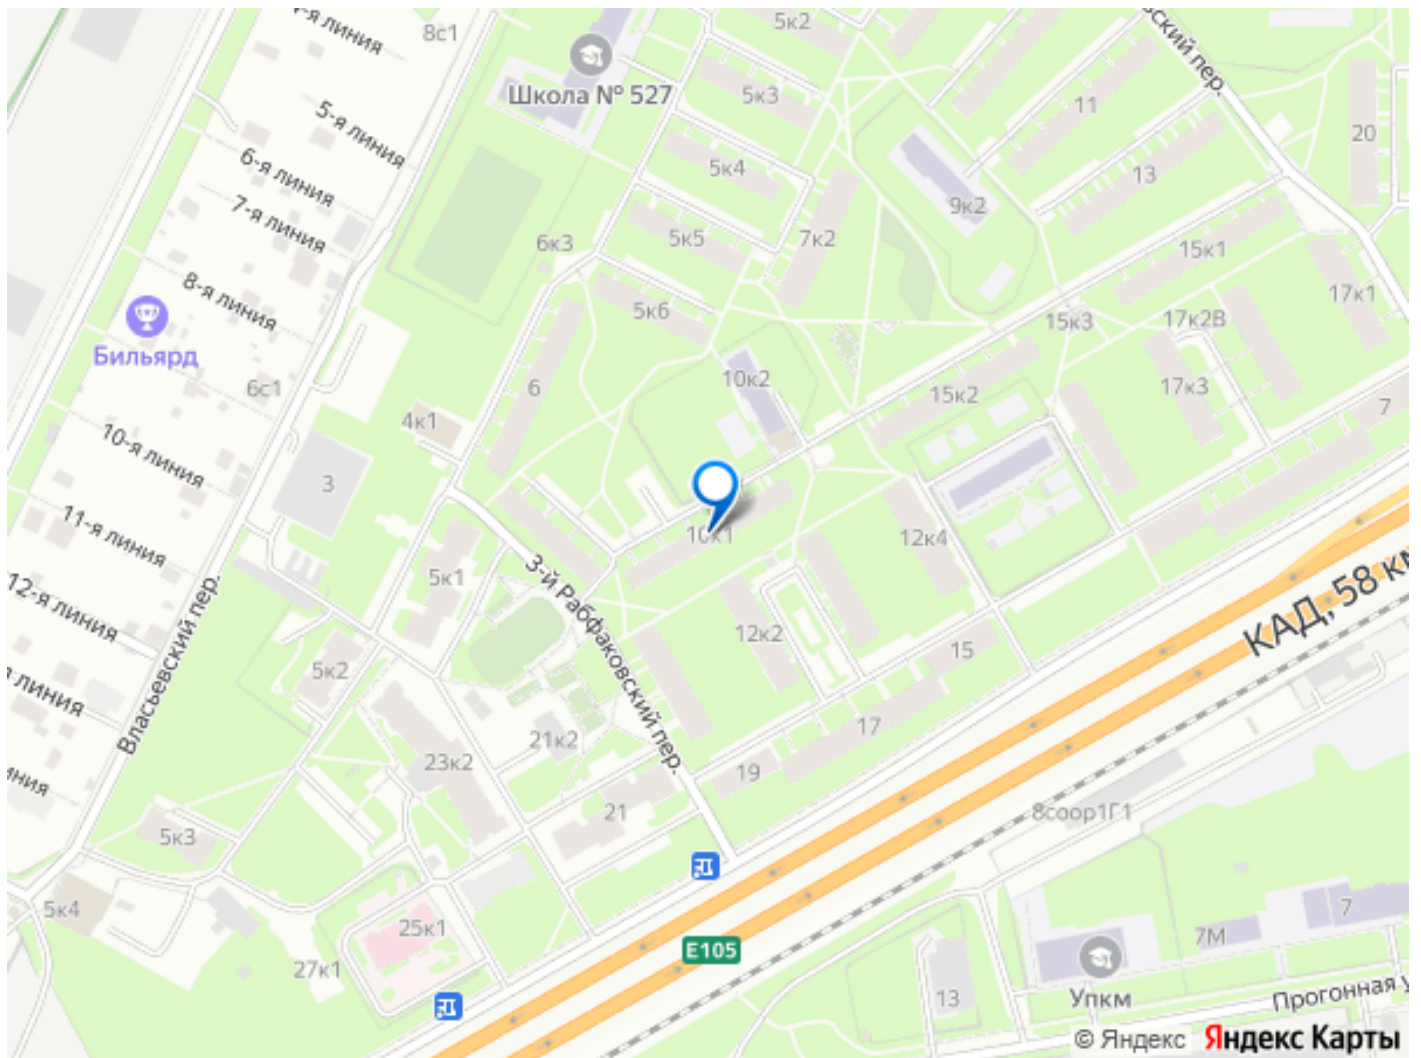 -я линия
8с1
5к2
ский пер.
Школа № 527
5к3
11
5-я линия
20
6-я линия
5к4
13
7-я линия
9к2
6к3
5к5
7к2
15к1
8-я линия
5к6
15к3
17к2В
17к1
Бильярд
6с1
6
10к2
15к2
17к3
7
4к1
10-я линия
3
11-я линия
10к1
12к4
КАД, 58 км
12-я линия
Власьевский пер.
5к1
3-й Рабфаковский пер.
12к2
15
5к2
я линия
21к2
17
23к2
19
иния
21
8соор1Г1
5к3
5к4
25к1
7
E105
7М
27к1
13
Упкм
Прогонная у
© Яндекс Яндекс Карты